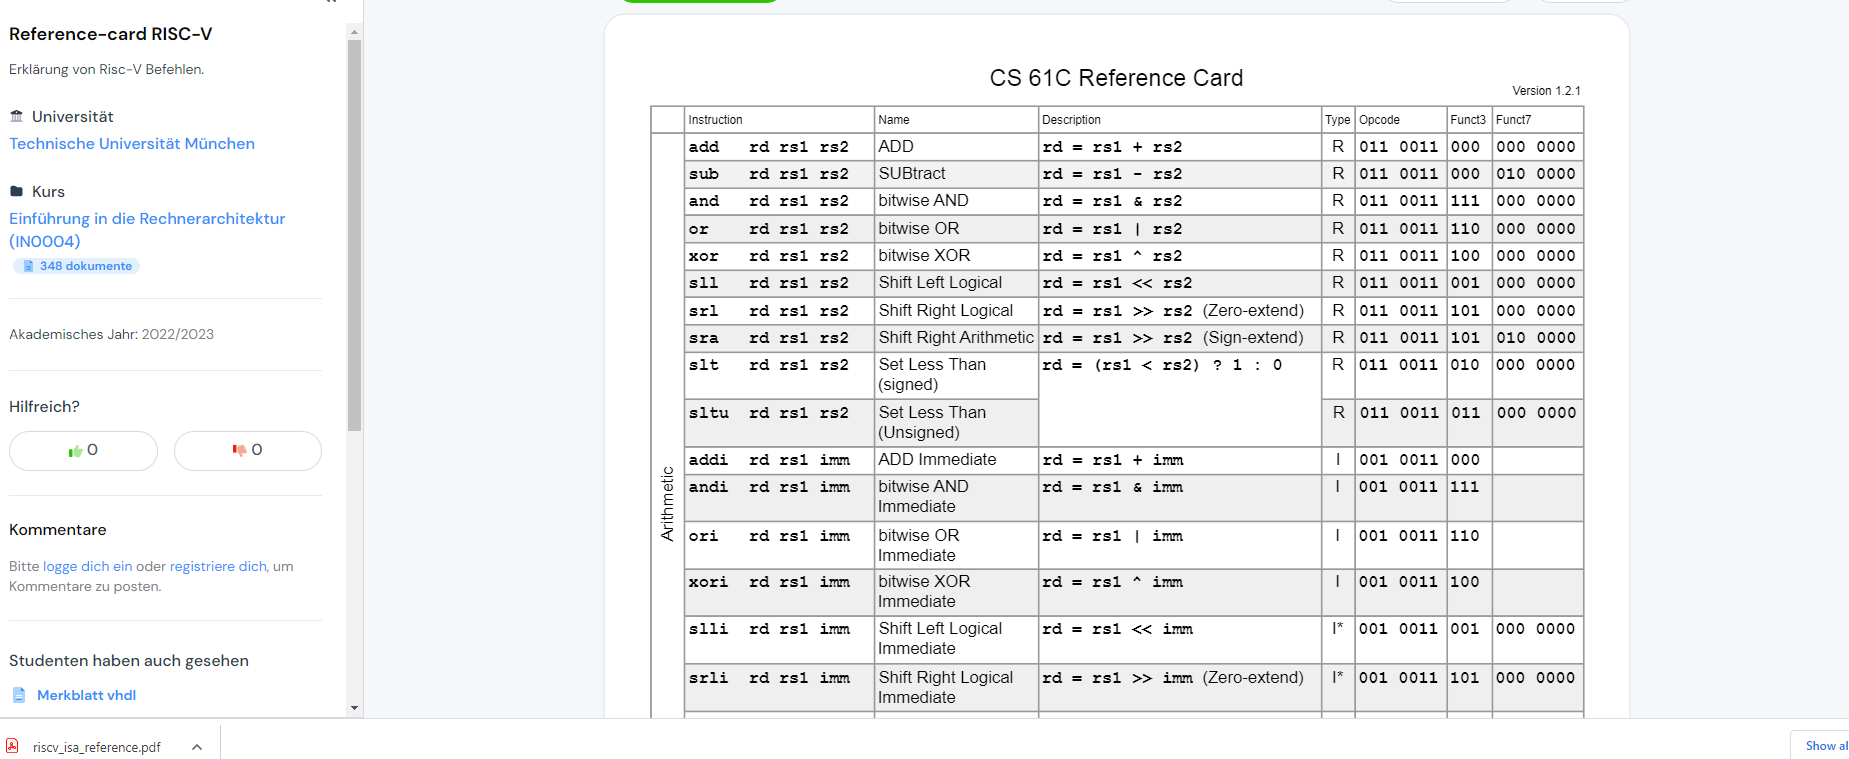 Reference-card RISC-V
Erklärung von Risc-V Befehlen.
Universität
Technische Universität München
Kurs
Einführung in die Rechnerarchitektur
(IN0004)
348 dokumente
Akademisches Jahr: 2022/2023
Hilfreich?
0
0
Kommentare
Bitte logge dich ein oder registriere dich, um
Kommentare zu posten.
Studenten haben auch gesehen
Merkblatt vhdl
CS 61C Reference Card
Version 1.2.1
Instruction Name Description Type Opcode Funct3 Funct7
Arithmetic
add rd rs1 rs2 ADD rd = rs1 + rs2 R 011 0011 000 000 0000
sub rd rs1 rs2 SUBtract rd = rs1 - rs2 R 011 0011 000 010 0000
and rd rs1 rs2 bitwise AND rd = rs1 & rs2 R 011 0011 111 000 0000
or rd rs1 rs2 bitwise OR rd = rs1 | rs2 R 011 0011 110 000 0000
xor rd rs1 rs2 bitwise XOR rd = rs1 ^ rs2 R 011 0011 100 000 0000
sll rd rs1 rs2 Shift Left Logical rd = rs1 << rs2 R 011 0011 001 000 0000
srl rd rs1 rs2 Shift Right Logical rd = rs1 >> rs2 (Zero-extend) R 011 0011 101 000 0000
sra rd rs1 rs2 Shift Right Arithmetic rd = rs1 >> rs2 (Sign-extend) R 011 0011 101 010 0000
slt rd rs1 rs2 Set Less Than rd = (rs1 < rs2) ? 1 : 0 R 011 0011 010 000 0000
(signed)
sltu rd rs1 rs2 Set Less Than R 011 0011 011 000 0000
(Unsigned)
addi rd rs1 imm ADD Immediate rd = rs1 + imm I 001 0011 000
andi rd rs1 imm bitwise AND rd = rs1 & imm I 001 0011 111
Immediate
ori rd rs1 imm bitwise OR rd = rs1 | imm I 001 0011 110
Immediate
xori rd rs1 imm bitwise XOR rd = rs1 ^ imm I 001 0011 100
Immediate
slli rd rs1 imm Shift Left Logical rd = rs1 << imm I* 001 0011 001 000 0000
Immediate
srli rd rs1 imm Shift Right Logical rd = rs1 >> imm (Zero-extend) I* 001 0011 101 000 0000
Immediate
riscv_isa_reference.pdf
Show al